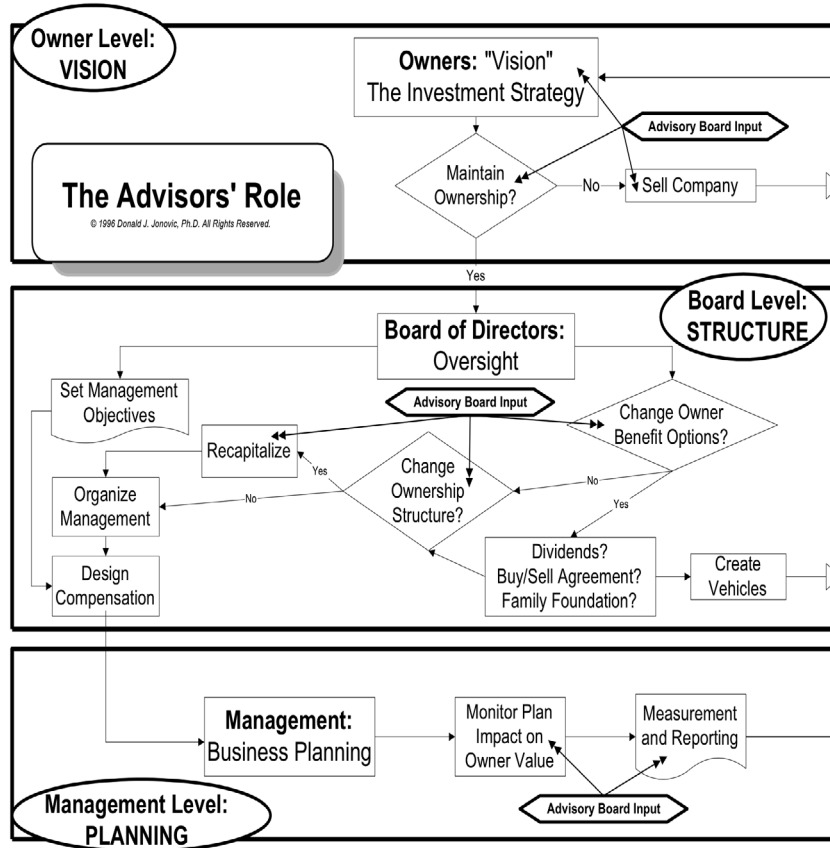 Owner Level:
VISION
Owners: "Vision"
The Investment Strategy
Advisory Board Input
The Advisors' Role
© 1996 Donald J. Jonovic, Ph.D. All Rights Reserved.
Maintain
Ownership?
No
Sell Company
Yes
Board Level:
STRUCTURE
Board of Directors:
Oversight
Set Management
Objectives
Advisory Board Input
Change Owner
Benefit Options?
Recapitalize
Yes
Change
Ownership
Structure?
No
No
Yes
Organize
Management
Dividends?
Buy/Sell Agreement?
Family Foundation?
Create
Vehicles
Design
Compensation
Management:
Business Planning
Monitor Plan
Impact on
Owner Value
Measurement
and Reporting
Advisory Board Input
Management Level:
PLANNING